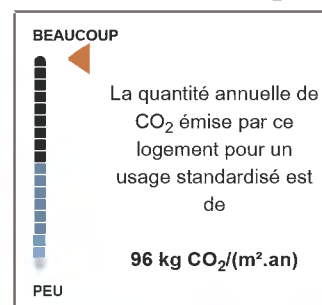 BEAUCOUP
La quantité annuelle de
CO₂ émise par ce
logement pour un
usage standardisé est
de
96 kg CO₂/(m².an)
PEU